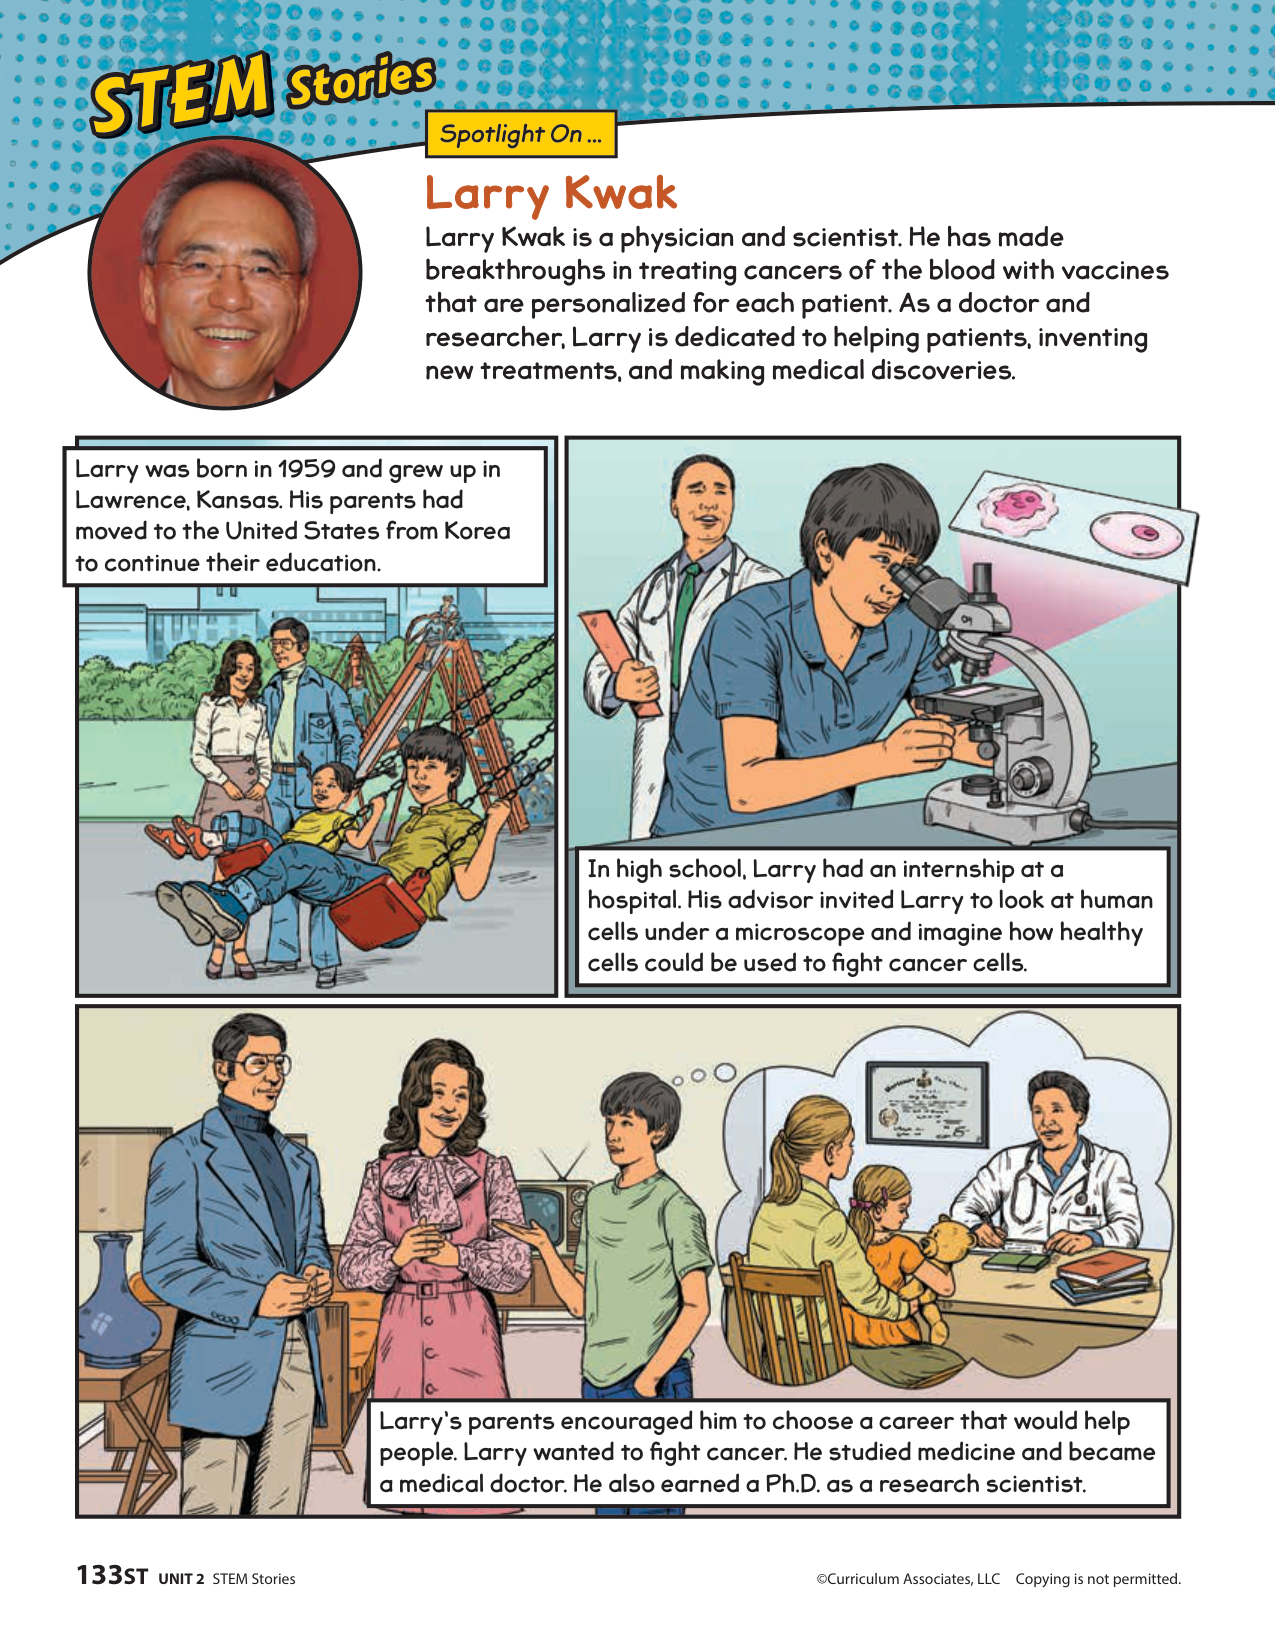 STEM Stories
Spotlight On ...
Larry Kwak
Larry Kwak is a physician and scientist. He has made
breakthroughs in treating cancers of the blood with vaccines
that are personalized for each patient. As a doctor and
researcher, Larry is dedicated to helping patients, inventing
new treatments, and making medical discoveries.
Larry was born in 1959 and grew up in
Lawrence, Kansas. His parents had
moved to the United States from Korea
to continue their education.
In high school, Larry had an internship at a
hospital. His advisor invited Larry to look at human
cells under a microscope and imagine how healthy
cells could be used to fight cancer cells.
Larry's parents encouraged him to choose a career that would help
people. Larry wanted to fight cancer. He studied medicine and became
a medical doctor. He also earned a Ph.D. as a research scientist.
133ST UNIT 2 STEM Stories
©Curriculum Associates, LLC Copying is not permitted.